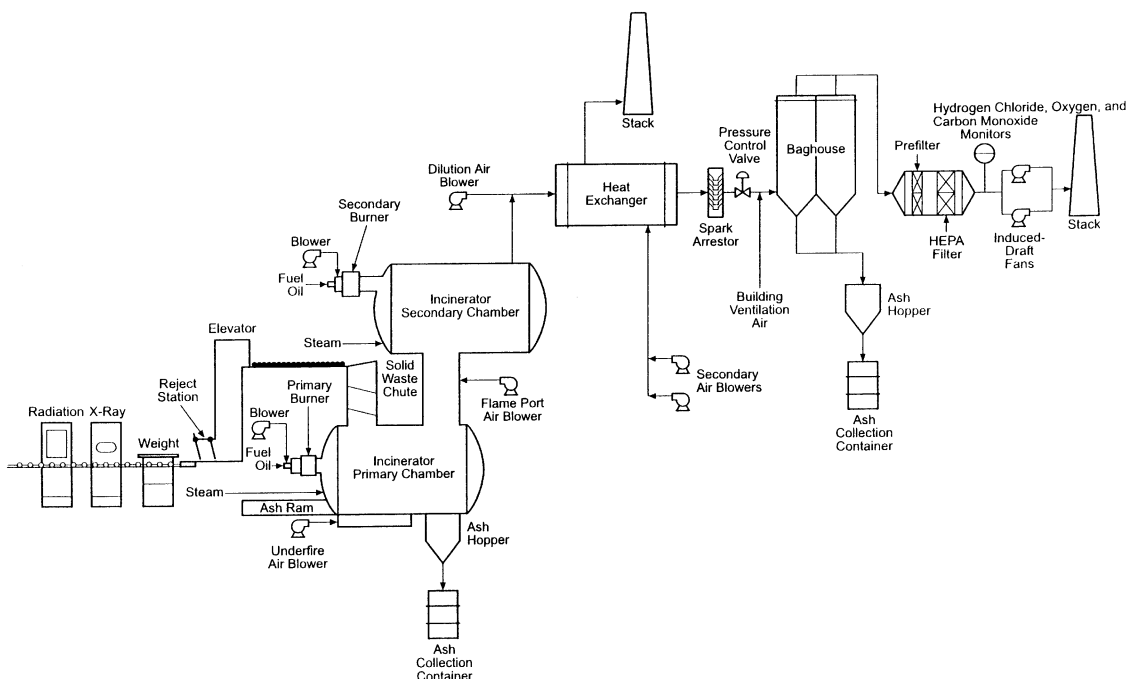 Stack
Hydrogen Chloride, Oxygen, and
Carbon Monoxide
Monitors
Pressure
Control
Valve
Baghouse
Prefilter
Dilution Air
Blower
Heat
Exchanger
Secondary
Burner
Spark
Arrestor
HEPA
Filter
Induced-
Draft
Fans
Stack
Blower
Fuel
Oil
Incinerator
Secondary Chamber
Building
Ventilation
Air
Ash
Hopper
Elevator
Steam
Solid
Waste
Chute
Secondary
Air Blowers
Reject
Station
Primary
Burner
Flame Port
Air Blower
Radiation
X-Ray
Blower
Weight
Ash
Collection
Container
Fuel
Oil
Incinerator
Primary Chamber
Steam
Ash Ram
Ash
Hopper
Underfire
Air Blower
Ash
Collection
Container